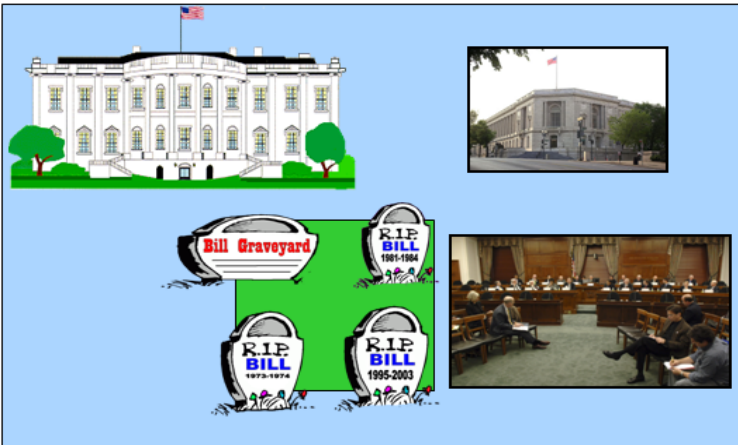 Bill Graveyard
R.I.P.
BILL
1981-1984
R.I.P.
BILL
1973-1974
R.I.P.
BILL
1995-2003